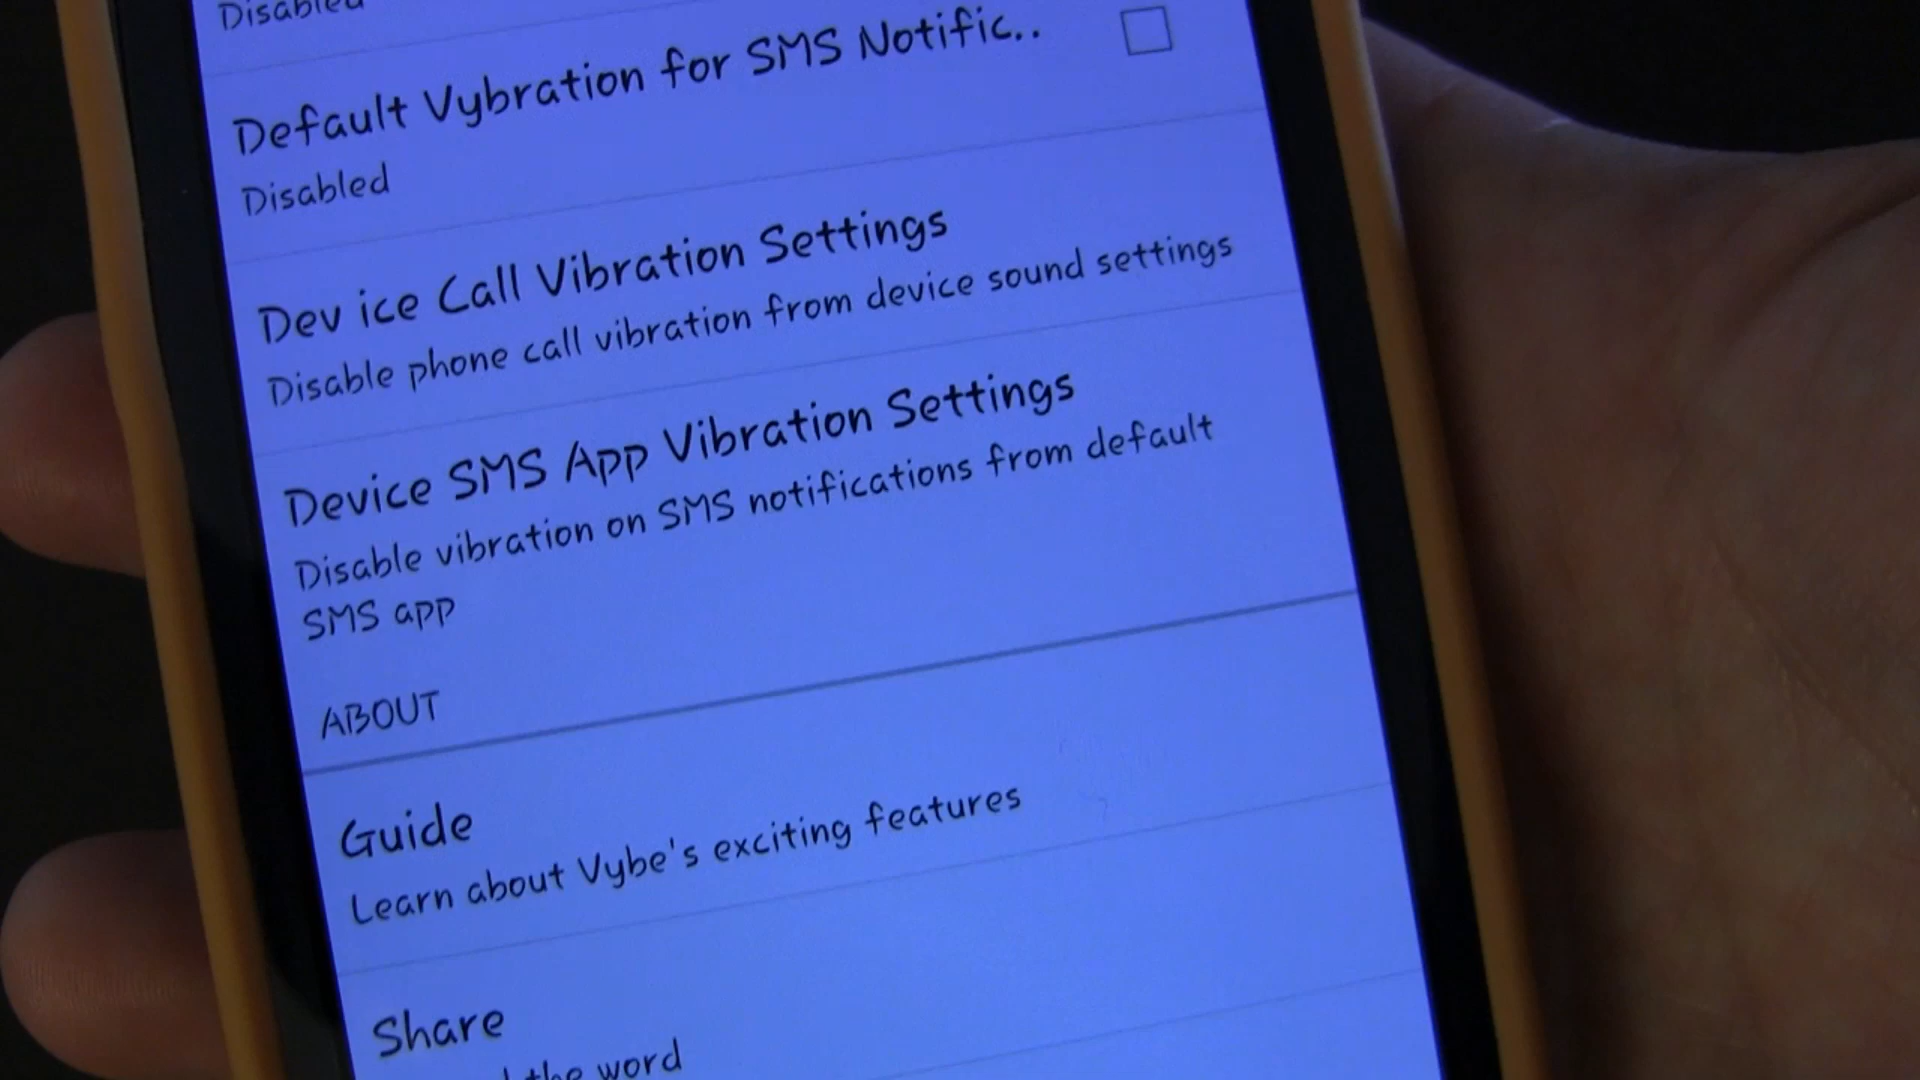 Disabled
Default Vybration for SMS Notific..
Disabled
Device Call Vibration Settings
Disable phone call vibration from device sound settings
Device SMS App Vibration Settings
Disable vibration on SMS notifications from default
SMS app
ABOUT
Guide
Learn about Vybe's exciting features
Share
the word